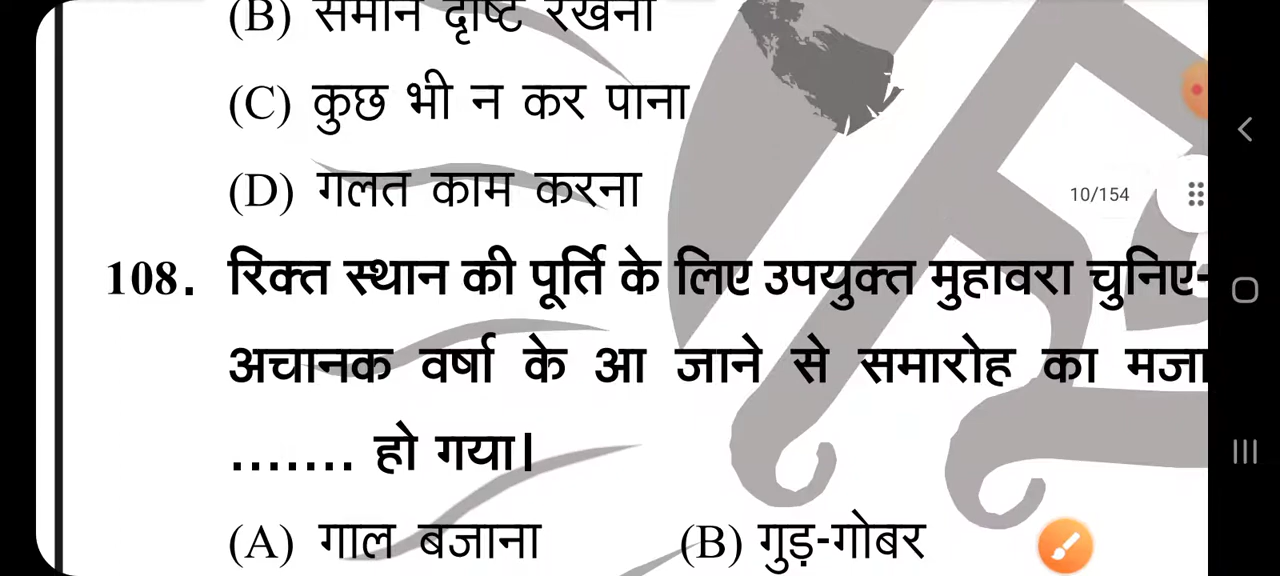 (B) समान दृष्टि रखना
(C) कुछ भी न कर पाना
(D) गलत काम करना
10/154
108. रिक्त स्थान की पूर्ति के लिए उपयुक्त मुहावरा चुनिए-
अचानक वर्षा के आ जाने से समारोह का मजा
....... हो गया।
(A) गाल बजाना (B) गुड़-गोबर